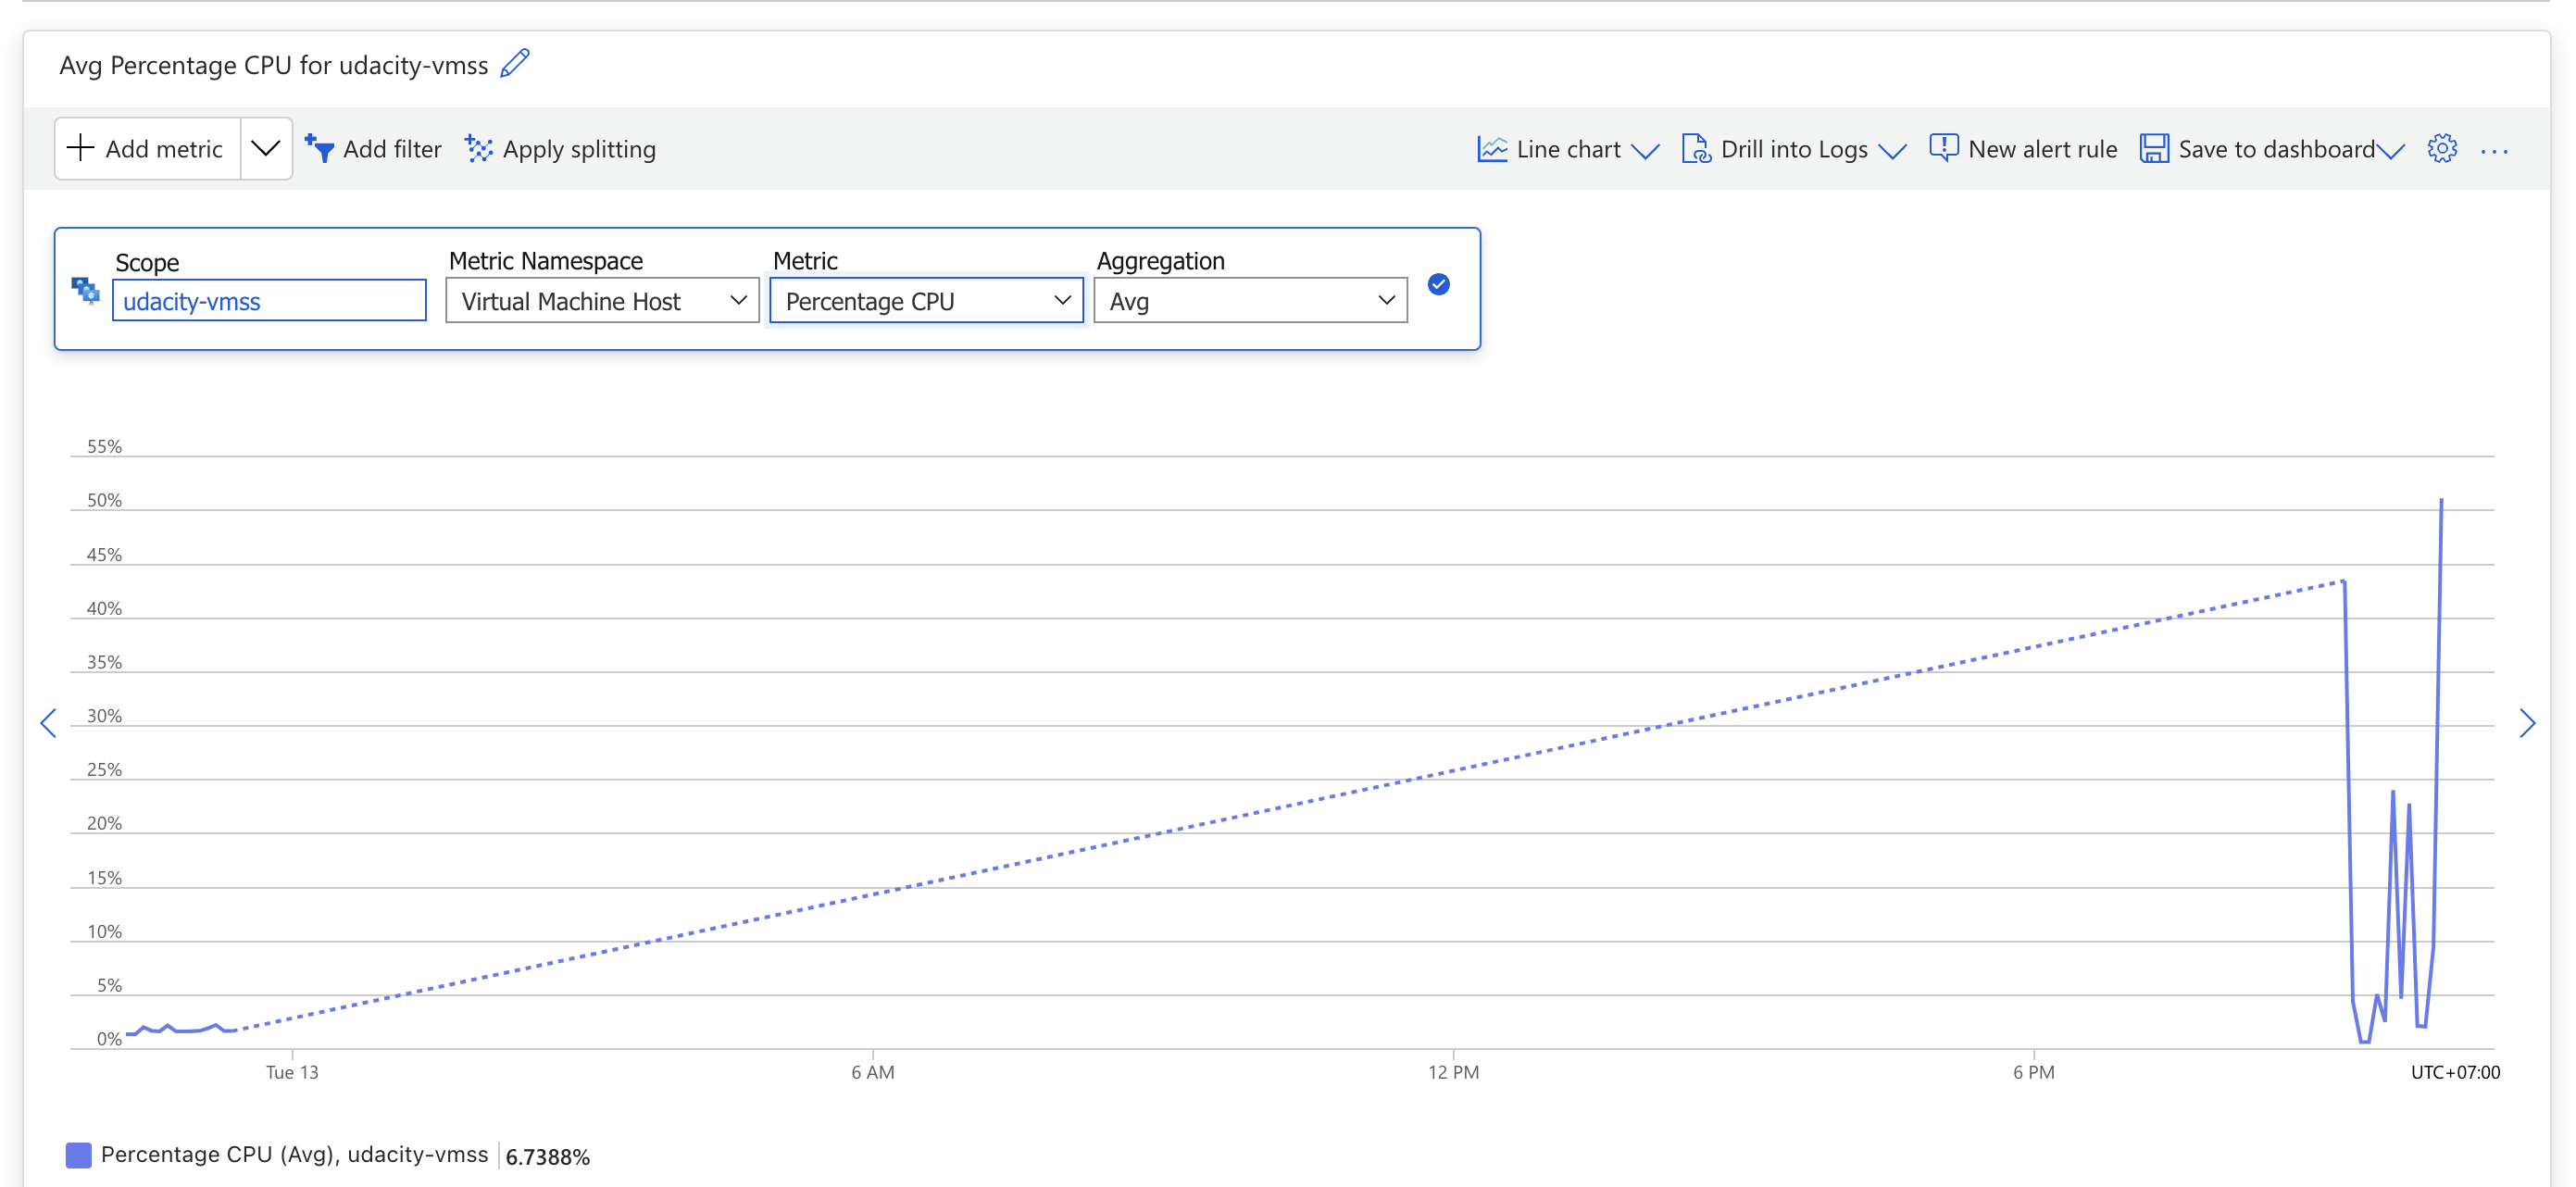 Avg Percentage CPU for udacity-vmss
Add metric Add filter Apply splitting Line chart Drill into Logs New alert rule Save to dashboard ...
Scope Metric Namespace Metric Aggregation
udacity-vmss Virtual Machine Host Percentage CPU Avg
55%
50%
45%
40%
35%
30%
25%
20%
15%
10%
5%
0%
Tue 13 6 AM 12 PM 6 PM UTC+07:00
Percentage CPU (Avg), udacity-vmss 6.7388%